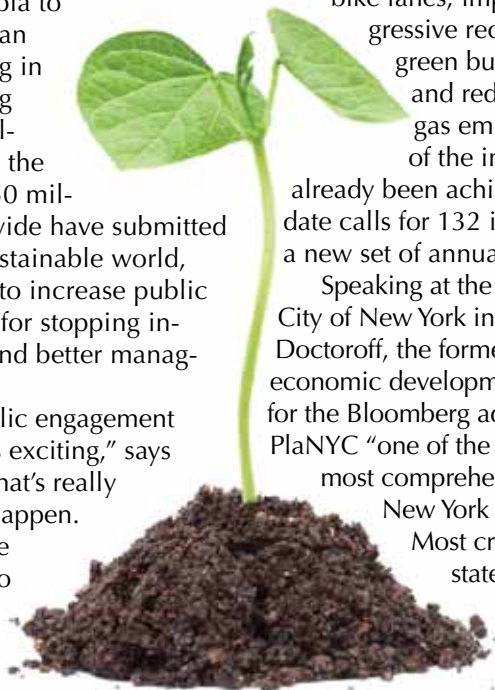 to
an
g in
g
l-
the
mil-
vide have submitted
stainable world,
to increase public
for stopping in-
nd better manag-
lic engagement
exciting,” says
hat’s really
appen.
e
o
bike lanes, imp
gressive rec
green bu
and red
gas em
of the in
already been achi
date calls for 132 i
a new set of annua
Speaking at the
City of New York in
Doctoroff, the forme
economic developm
for the Bloomberg ad
PlaNYC “one of the
most comprehe
New York
Most cr
state